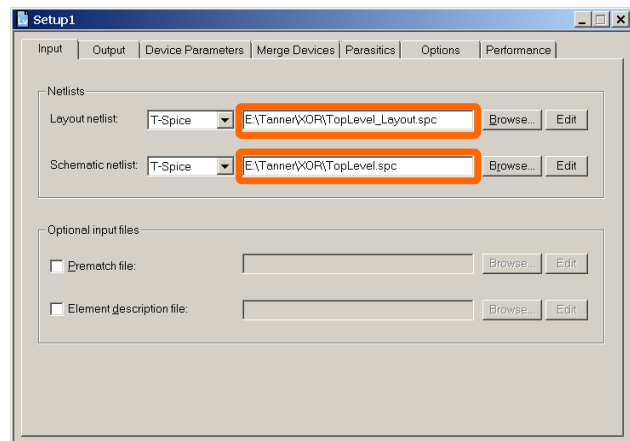 Setup1
Input Output Device Parameters Merge Devices Parasitics Options Performance
Netlists
Layout netlist: T-Spice E:\Tanner\XOR\TopLevel_Layout.spc Browse... Edit
Schematic netlist: T-Spice E:\Tanner\XOR\TopLevel.spc Browse... Edit
Optional input files
Prematch file: Browse... Edit
Element description file: Browse... Edit